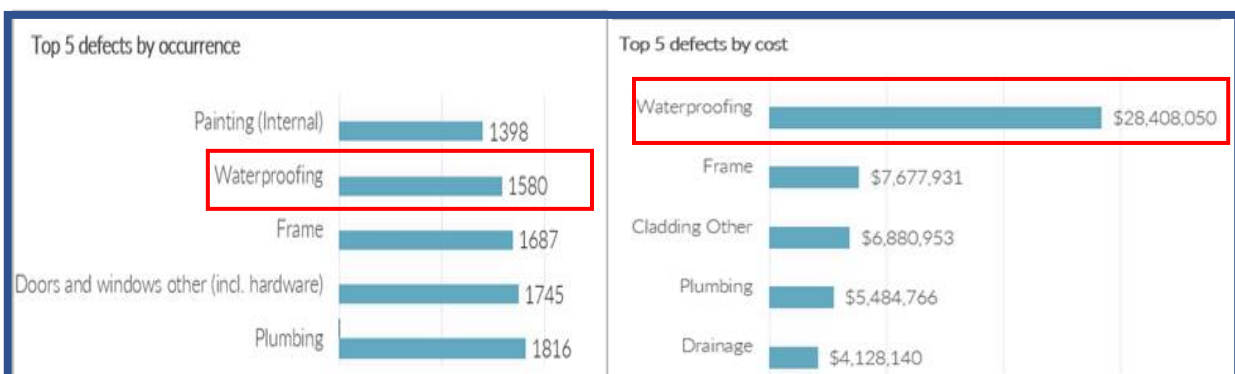 Top 5 defects by occurrence
Painting (Internal) 1398
Waterproofing 1580
Frame 1687
Doors and windows other (incl. hardware) 1745
Plumbing 1816
Top 5 defects by cost
Waterproofing $28,408,050
Frame $7,677,931
Cladding Other $6,880,953
Plumbing $5,484,766
Drainage $4,128,140